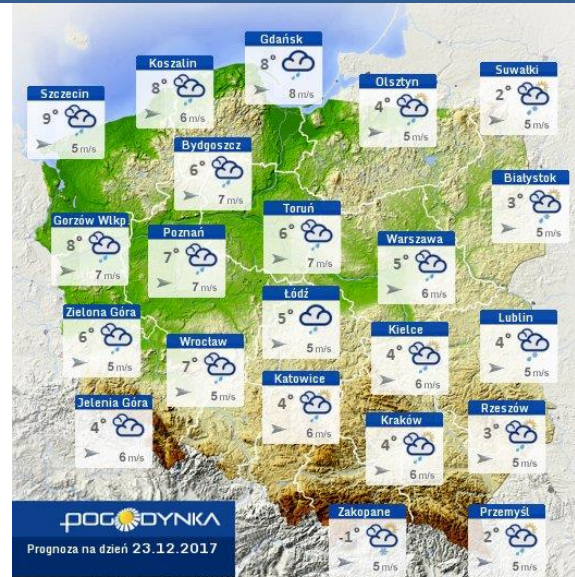 Gdańsk
8°
8 m/s
Koszalin
8°
6 m/s
Suwałki
2°
5 m/s
Olsztyn
4°
5 m/s
Szczecin
9°
5 m/s
Bydgoszcz
6°
7 m/s
Białystok
3°
5 m/s
Toruń
6°
7 m/s
Gorzów Wlkp
8°
7 m/s
Poznań
7°
7 m/s
Warszawa
5°
6 m/s
Łódź
5°
5 m/s
Zielona Góra
6°
5 m/s
Lublin
4°
5 m/s
Kielce
4°
6 m/s
Wrocław
7°
5 m/s
Katowice
4°
6 m/s
Jelenia Góra
4°
6 m/s
Rzeszów
3°
5 m/s
Kraków
4°
6 m/s
Zakopane
-1°
5 m/s
Przemyśl
2°
5 m/s
POGODYNKA
Prognoza na dzień 23.12.2017